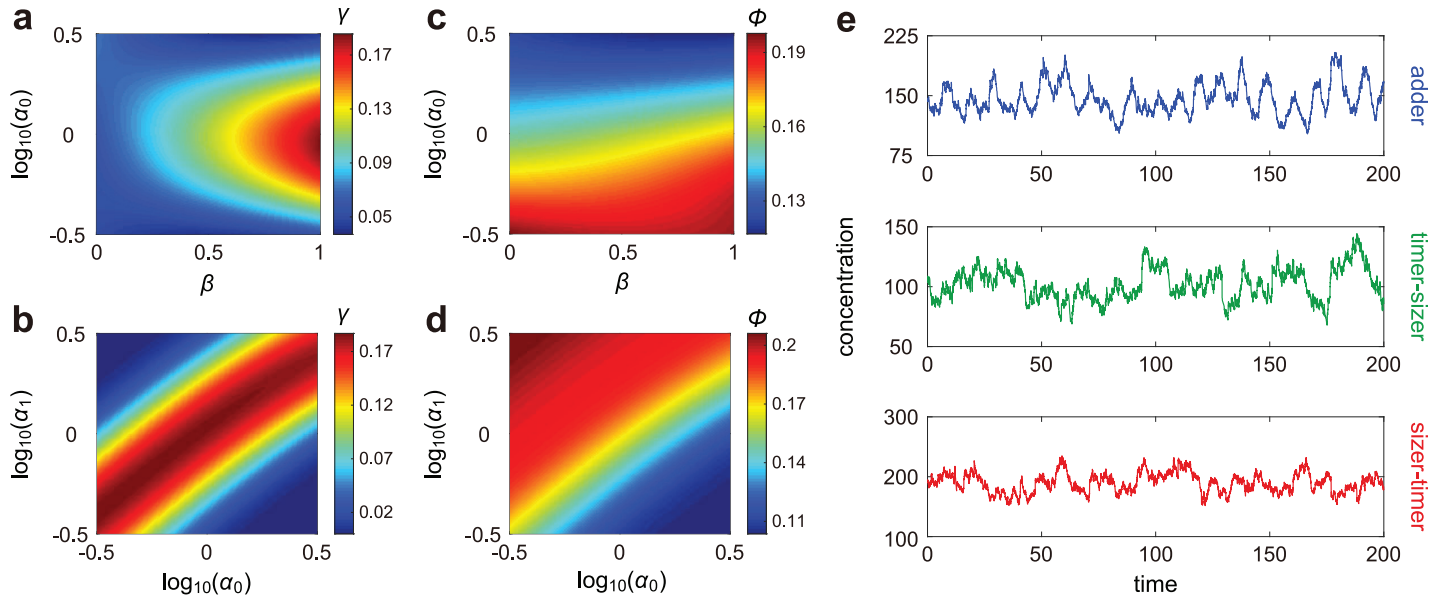 a
γ
0.5
0
-0.5
log10(α0)
0
0.5
1
β
0.17
0.13
0.09
0.05
c
Φ
0.5
0
-0.5
log10(α0)
0
0.5
1
β
0.19
0.16
0.13
b
γ
0.5
0
-0.5
log10(α1)
-0.5
0
0.5
log10(α0)
0.17
0.12
0.07
0.02
d
Φ
0.5
0
-0.5
log10(α1)
-0.5
0
0.5
log10(α0)
0.2
0.17
0.14
0.11
e
concentration
225
150
75
0
50
100
150
200
adder
150
100
50
0
50
100
150
200
timer-sizer
300
200
100
0
50
100
150
200
sizer-timer
time